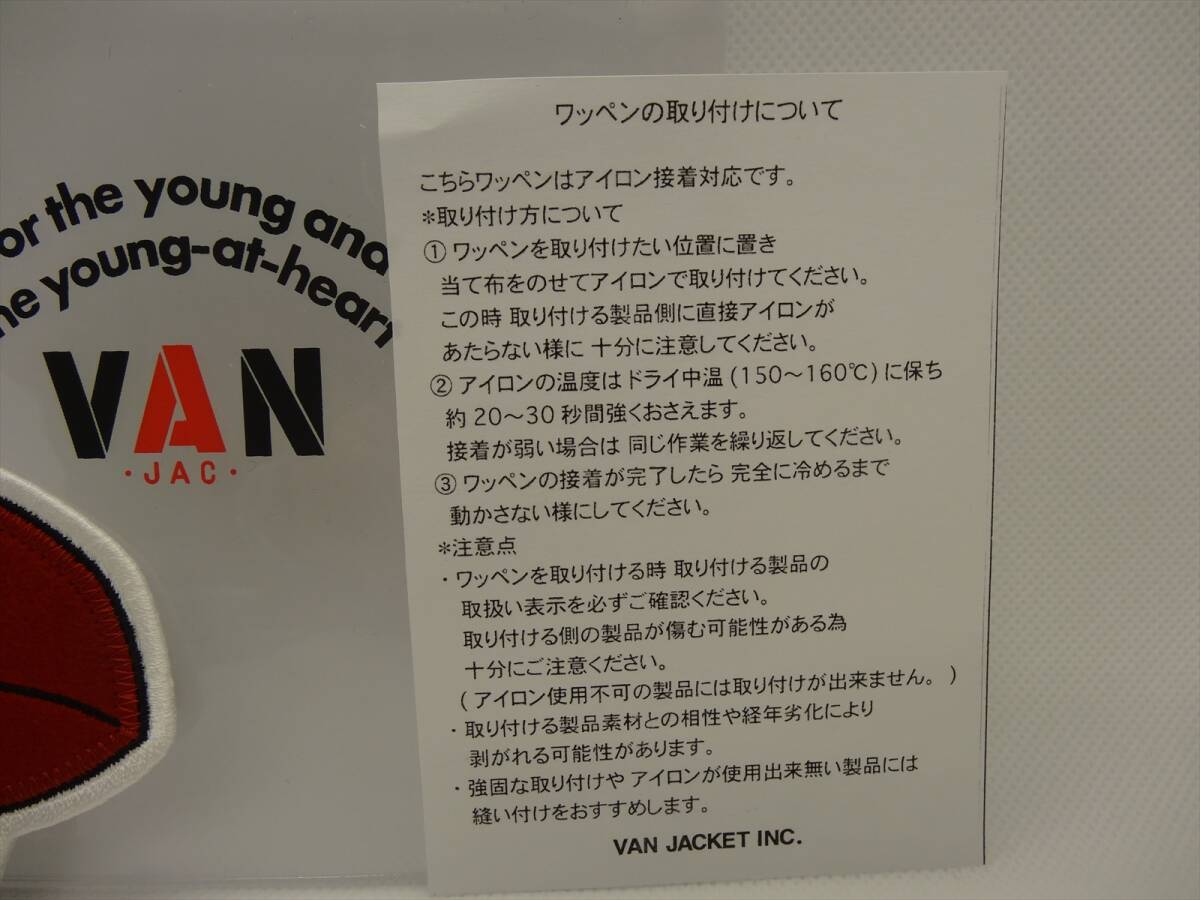 or the young and
he young-at-heart
VAN
・JAC・
ワッペンの取り付けについて
こちらワッペンはアイロン接着対応です。
*取り付け方について
① ワッペンを取り付けたい位置に置き
当て布をのせてアイロンで取り付けてください。
この時 取り付ける製品側に直接アイロンが
あたらない様に 十分に注意してください。
② アイロンの温度は ドライ中温 (150～160℃) に保ち
約 20～30 秒間強くおさえます。
接着が弱い場合は 同じ作業を繰り返してください。
③ ワッペンの接着が完了したら 完全に冷めるまで
動かさない様にしてください。
*注意点
・ワッペンを取り付ける時 取り付ける製品の
取扱い表示を必ずご確認ください。
取り付ける側の製品が傷む可能性がある為
十分にご注意ください。
( アイロン使用不可の製品には取り付けが出来ません。 )
・取り付ける製品素材との相性や経年劣化により
剥がれる可能性があります。
・強固な取り付けや アイロンが使用出来無い製品には
縫い付けをおすすめします。
VAN JACKET INC.